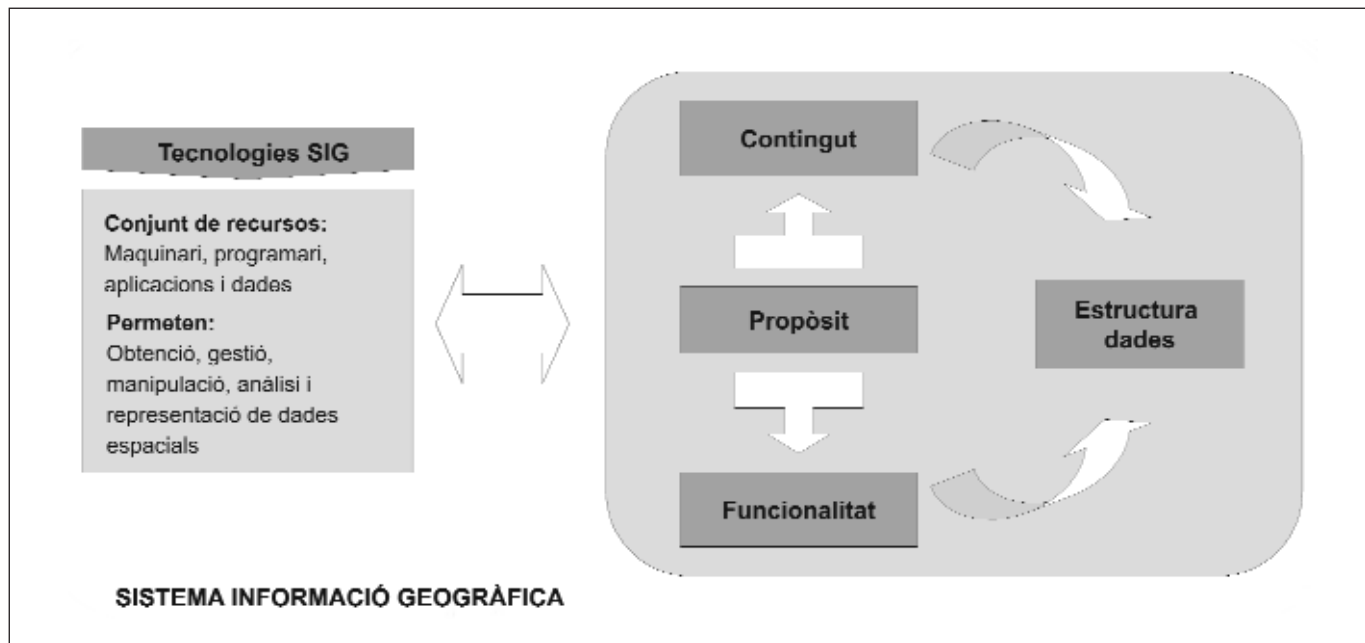 Tecnologies SIG
Conjunt de recursos:
Maquinari, programari,
aplicacions i dades
Permeten:
Obtenció, gestió,
manipulació, anàlisi i
representació de dades
espacials
Contingut
Propòsit
Funcionalitat
Estructura
dades
SISTEMA INFORMACIÓ GEOGRÀFICA